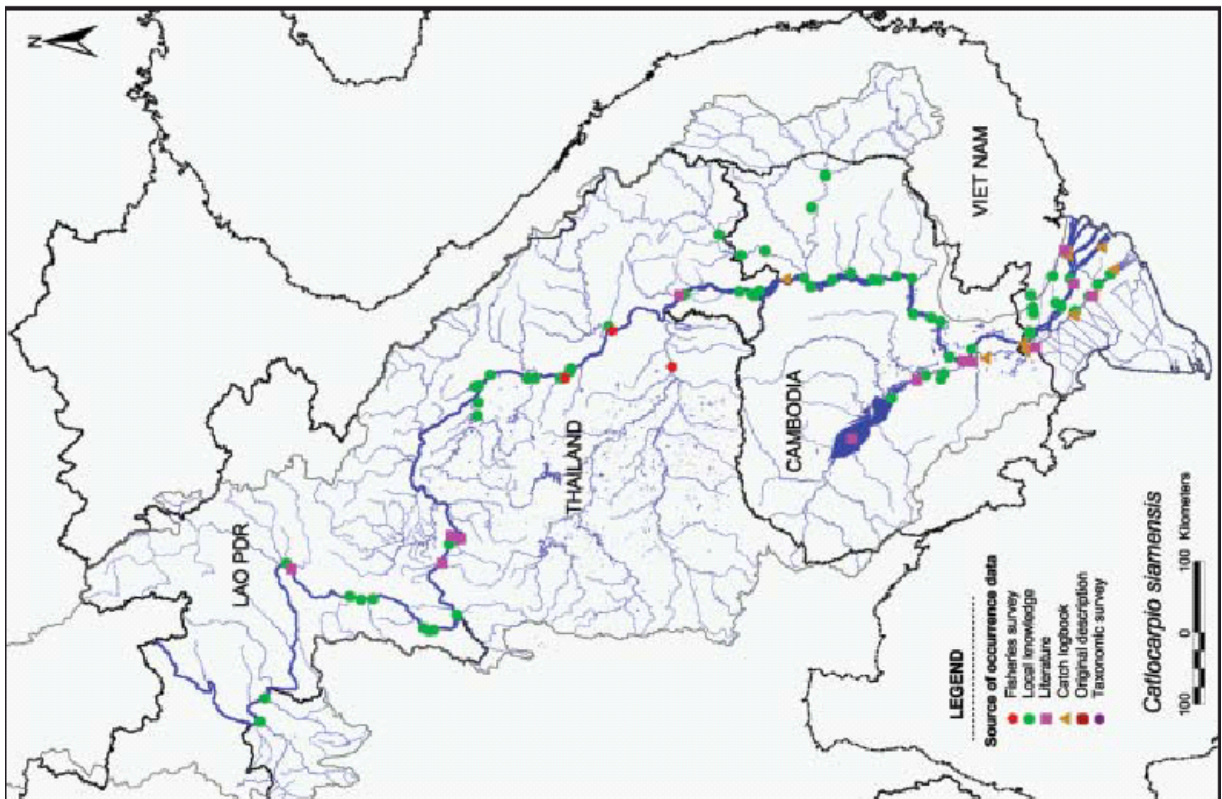 N
LAO PDR
THAILAND
CAMBODIA
VIET NAM
LEGEND
Source of occurrence data
Fisheries survey
Local knowledge
Literature
Catch logbook
Original description
Taxonomic survey
Catlocarpio siamensis
100 0 100 Kilometers